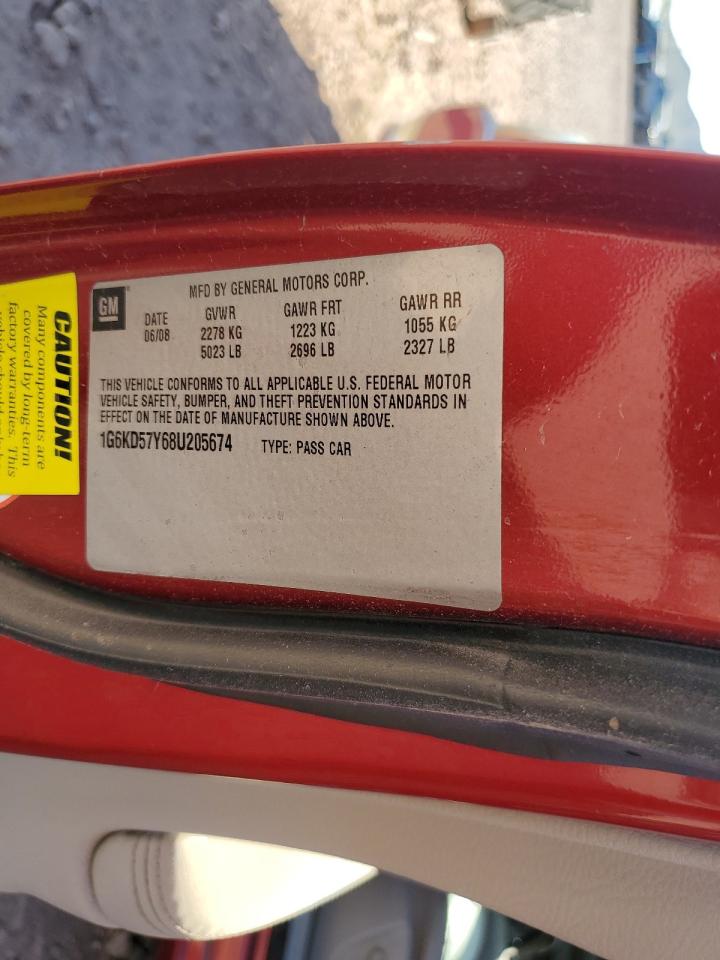 GM
MFD BY GENERAL MOTORS CORP.
DATE GVWR GAWR FRT GAWR RR
06/08 2278 KG 1223 KG 1055 KG
5023 LB 2696 LB 2327 LB
THIS VEHICLE CONFORMS TO ALL APPLICABLE U.S. FEDERAL MOTOR
VEHICLE SAFETY, BUMPER, AND THEFT PREVENTION STANDARDS IN
EFFECT ON THE DATE OF MANUFACTURE SHOWN ABOVE.
1G6KD57Y68U205674 TYPE: PASS CAR
CAUTION!
Many components are
covered by long-term
factory warranties. This